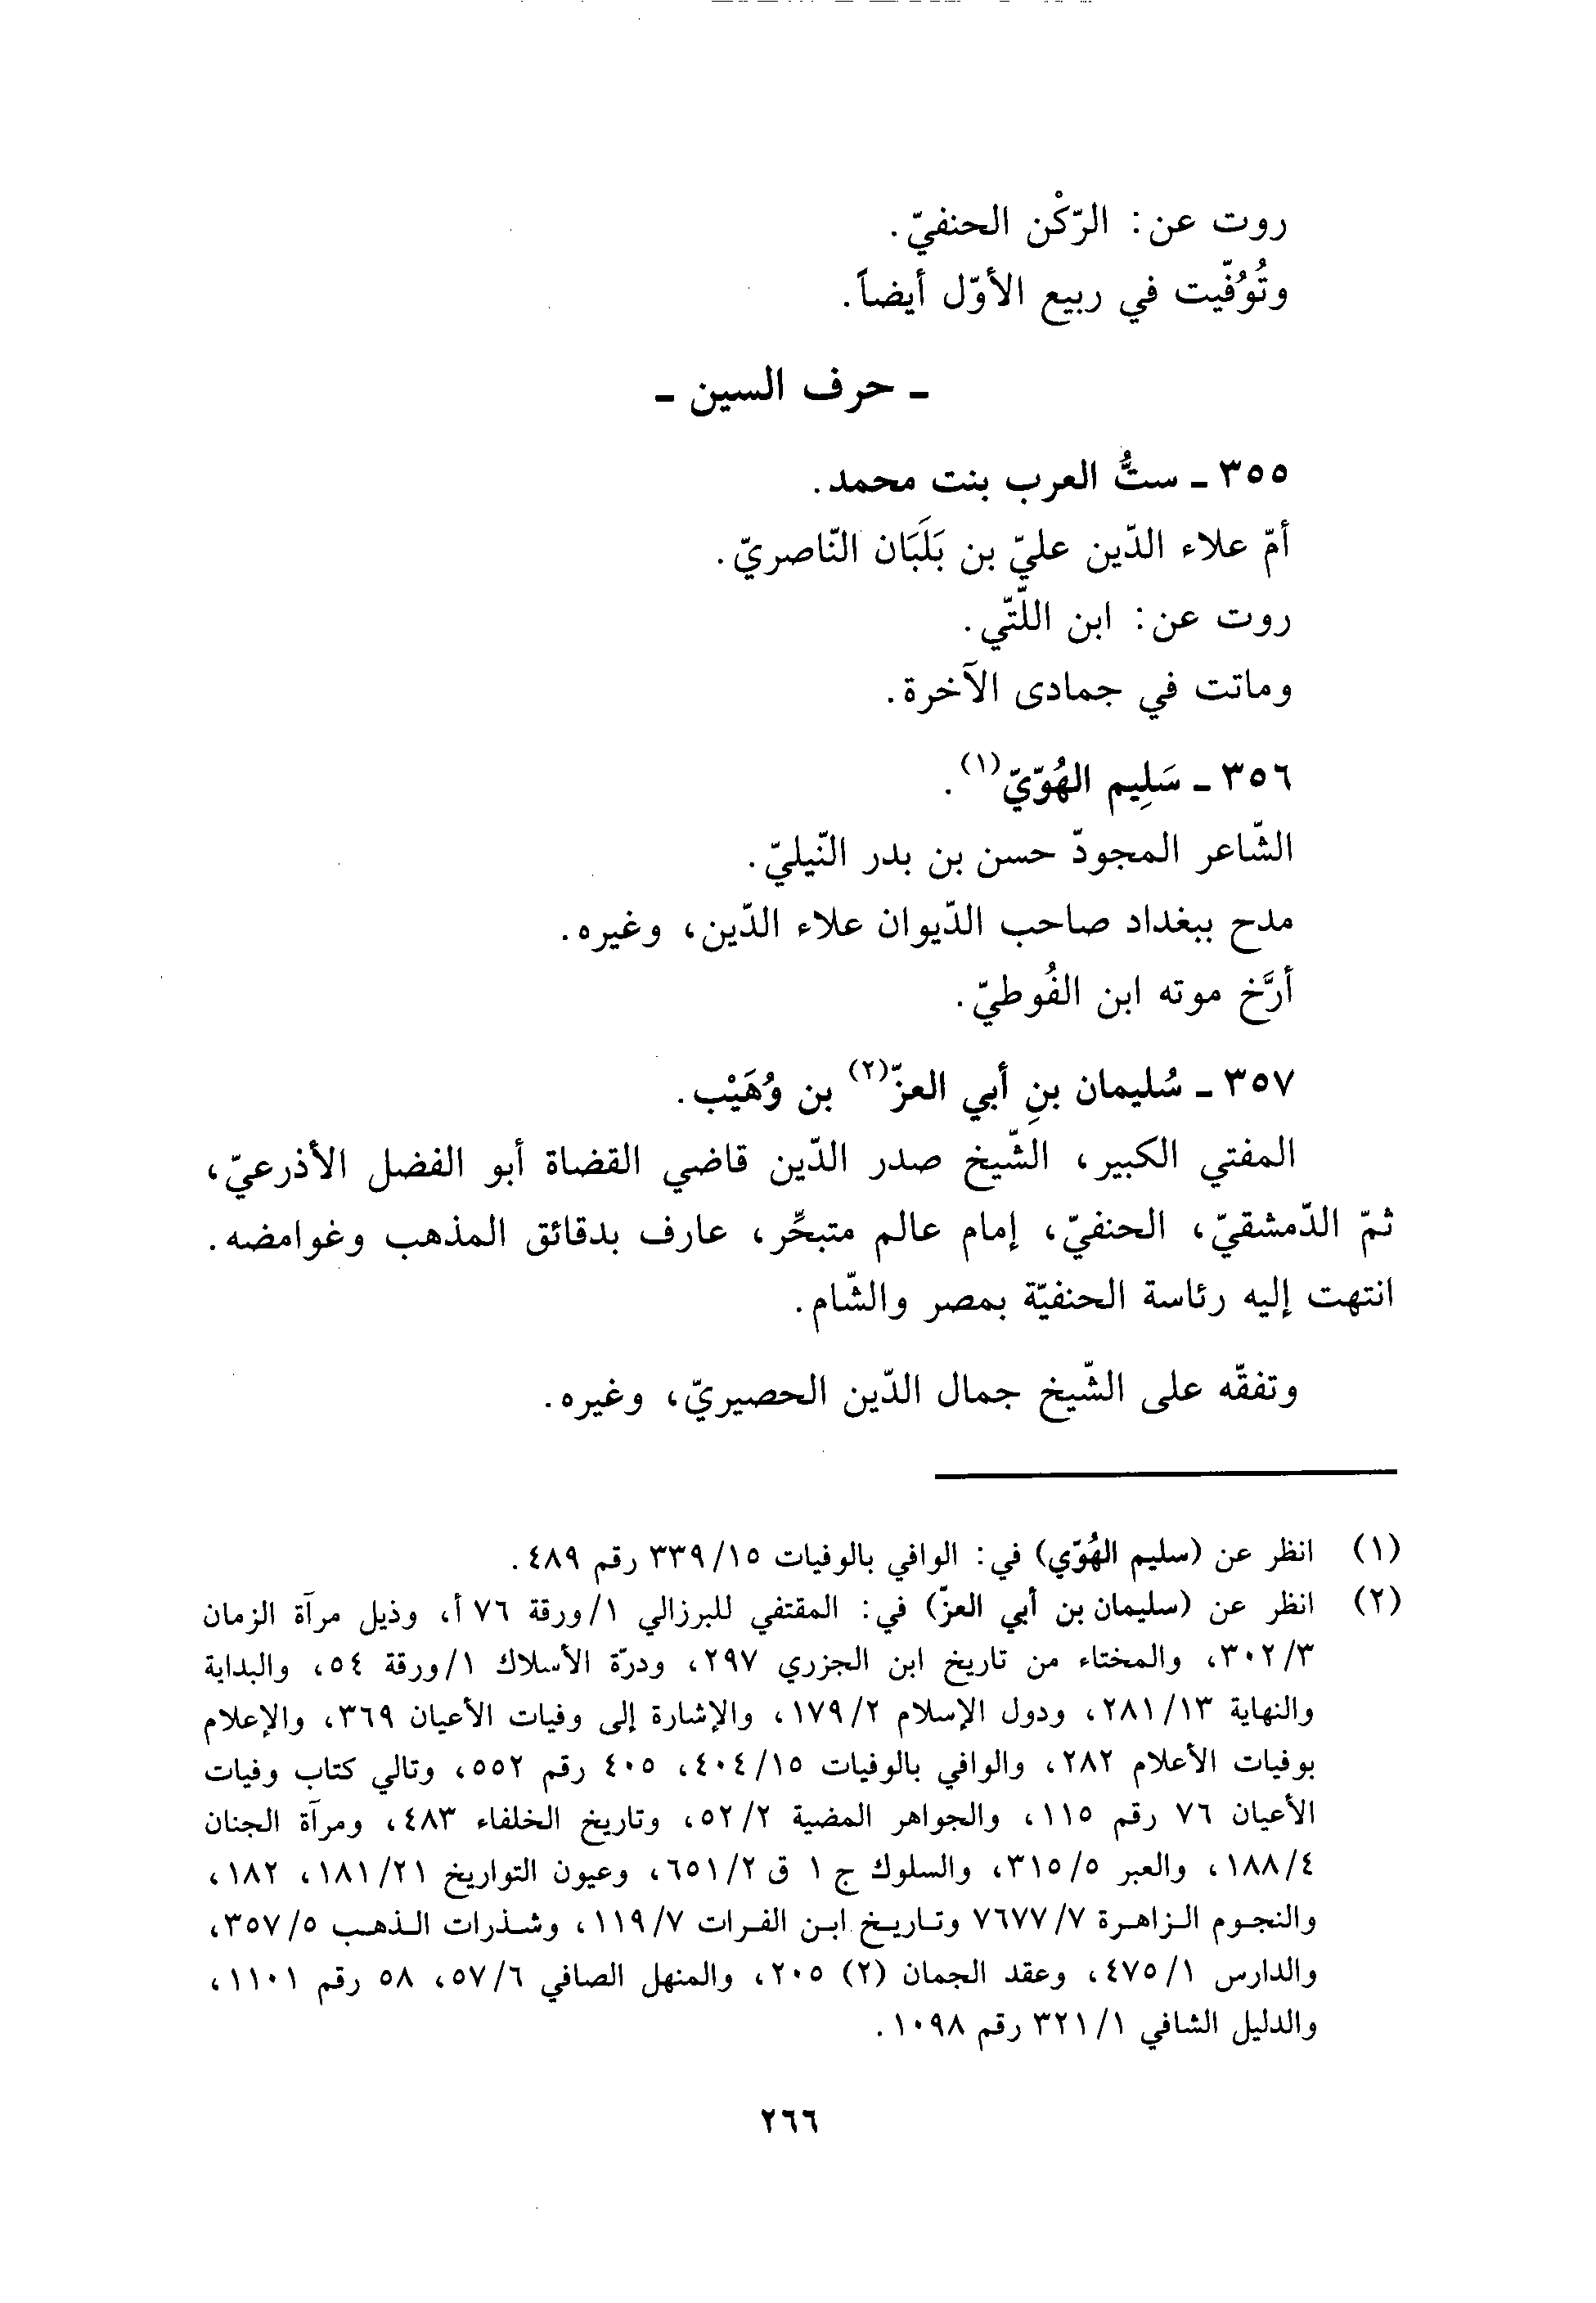 روت عن: الرّكْن الحنفيّ.
وتُوُفّيت في ربيع الأوّل أيضاً.
ـ حرف السين ـ
٣٥٥ ـ ستُّ العرب بنت محمد.
أمّ علاء الدّين عليّ بن بَلَبَان النّاصريّ.
روت عن: ابن اللّتّي.
وماتت في جمادى الآخرة.
٣٥٦ ـ سَلِيم الهُوّيّ(١).
الشّاعر المجودّ حسن بن بدر النّيليّ.
مدح ببغداد صاحب الدّيوان علاء الدّين، وغيره.
أرَّخ موته ابن الفُوطيّ.
٣٥٧ ـ سُليمان بنِ أبي العزّ(٢) بن وُهَيْب.
المفتي الكبير، الشّيخ صدر الدّين قاضي القضاة أبو الفضل الأذرعيّ،
ثمّ الدّمشقيّ، الحنفيّ، إمام عالم متبحِّر، عارف بدقائق المذهب وغوامضه.
انتهت إليه رئاسة الحنفيّة بمصر والشّام.
وتفقّه على الشّيخ جمال الدّين الحصيريّ، وغيره.
(١) انظر عن (سليم الهُوّي) في: الوافي بالوفيات ٣٣٩/١٥ رقم ٤٨٩.
(٢) انظر عن (سليمان بن أبي العزّ) في: المقتفي للبرزالي ١/ورقة ٧٦ أ، وذيل مرآة الزمان
٣٠٢/٣، والمختاء من تاريخ ابن الجزري ٢٩٧، ودرّة الأسلاك ١/ورقة ٥٤، والبداية
والنهاية ٢٨١/١٣، ودول الإسلام ١٧٩/٢، والإشارة إلى وفيات الأعيان ٣٦٩، والإعلام
بوفيات الأعلام ٢٨٢، والوافي بالوفيات ٤٠٤/١٥، ٤٠٥ رقم ٥٥٢، وتالي كتاب وفيات
الأعيان ٧٦ رقم ١١٥، والجواهر المضية ٥٢/٢، وتاريخ الخلفاء ٤٨٣، ومرآة الجنان
١٨٨/٤، والعبر ٣١٥/٥، والسلوك ج ١ ق ٦٥١/٢، وعيون التواريخ ١٨١/٢١، ١٨٢،
والنجوم الزاهرة ٧٦٧٧/٧ وتاريخ ابن الفرات ١١٩/٧، وشذرات الذهب ٣٥٧/٥،
والدارس ٤٧٥/١، وعقد الجمان (٢) ٢٠٥، والمنهل الصافي ٥٧/٦، ٥٨ رقم ١١٠١،
والدليل الشافي ٣٢١/١ رقم ١٠٩٨.
٢٦٦